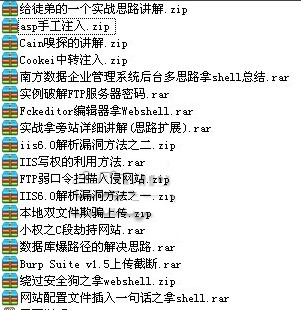 给徒弟的一个实战思路讲解.zip
asp手工注入.zip
Cain嗅探的讲解.zip
Cookei中转注入.zip
南方数据企业管理系统后台多思路拿shell总结.rar
实例破解FTP服务器密码.rar
Fckeditor编辑器拿Webshell.rar
实战拿旁站详细讲解(思路扩展).rar
iis6.0解析漏洞方法之二.zip
IIS写权的利用方法.rar
FTP弱口令扫描入侵网站.zip
IIS6.0解析漏洞方法之一.zip
本地双文件欺骗上传.zip
小权之C段劫持网站.rar
数据库爆路径的解决思路.rar
Burp Suite v1.5上传截断.rar
绕过安全狗之拿webshell.zip
网站配置文件插入一句话之拿shell.rar